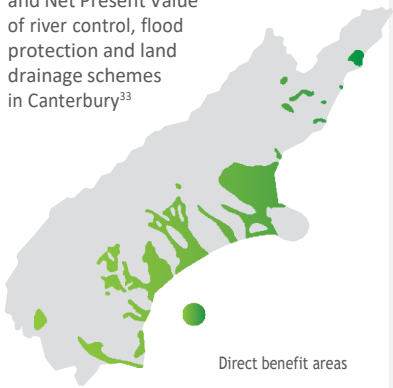 and Net Present Value
of river control, flood
protection and land
drainage schemes
in Canterbury³³
Direct benefit areas